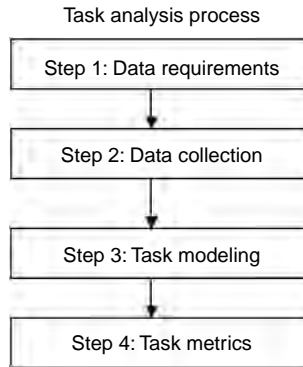 Task analysis process
Step 1: Data requirements
Step 2: Data collection
Step 3: Task modeling
Step 4: Task metrics